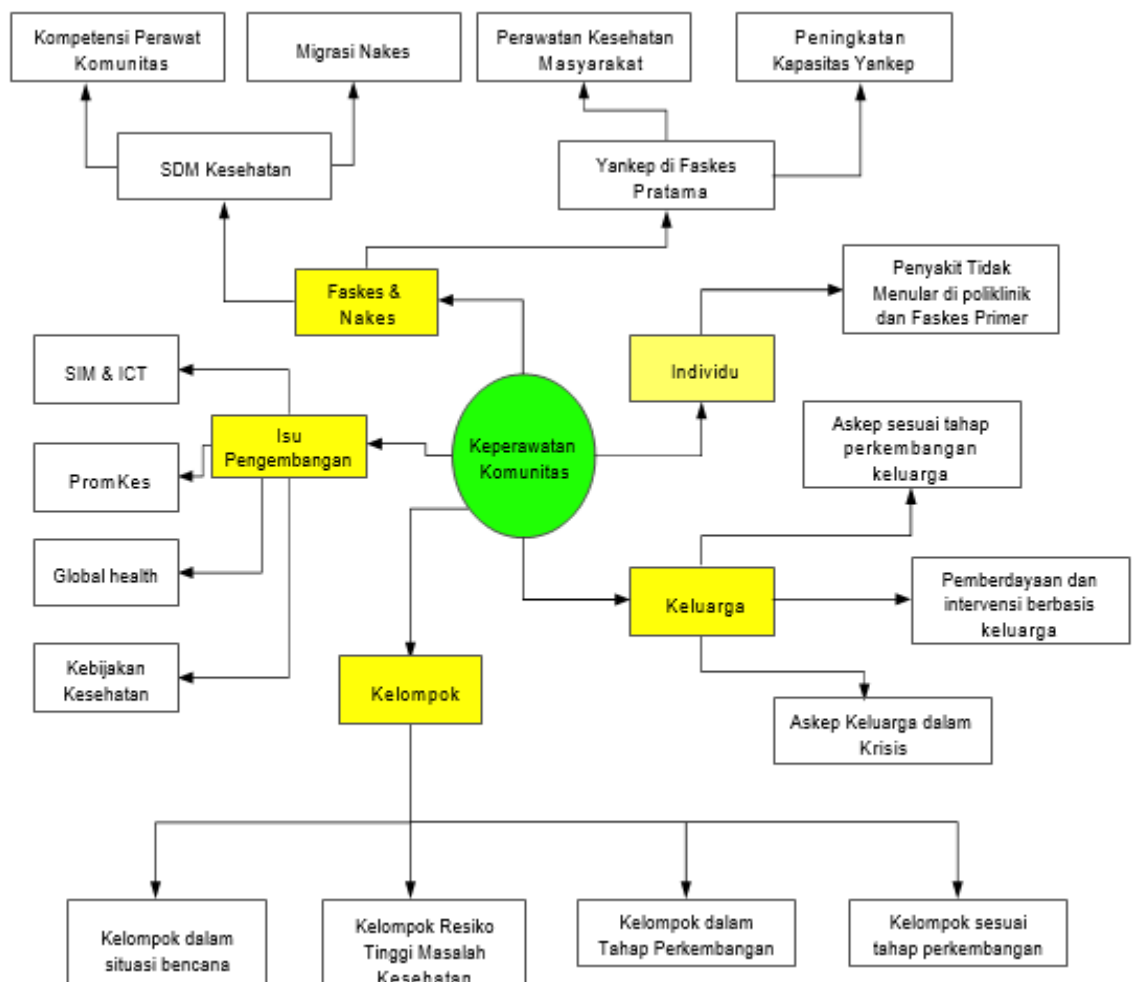 Kompetensi Perawat
Komunitas
Migrasi Nakes
Perawatan Kesehatan
Masyarakat
Peningkatan
Kapasitas Yankep
SDM Kesehatan
Yankep di Faskes
Pratama
Faskes &
Nakes
Penyakit Tidak
Menular di poliklinik
dan Faskes Primer
SIM & ICT
Individu
Isu
Pengembangan
Keperawatan
Komunitas
Askep sesuai tahap
perkembangan
keluarga
PromKes
Global health
Keluarga
Pemberdayaan dan
intervensi berbasis
keluarga
Kebijakan
Kesehatan
Kelompok
Askep Keluarga dalam
Krisis
Kelompok dalam
situasi bencana
Kelompok Resiko
Tinggi Masalah
Kesehatan
Kelompok dalam
Tahap Perkembangan
Kelompok sesuai
tahap perkembangan